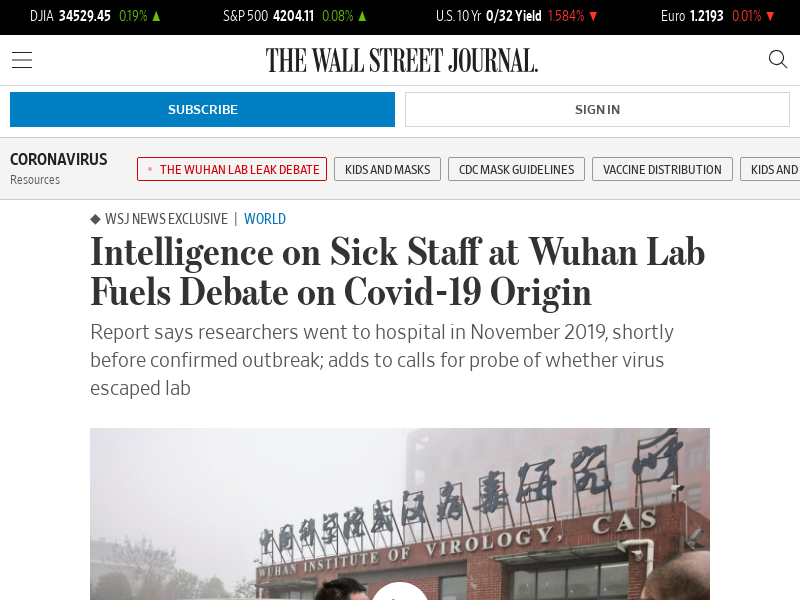 DJIA 34529.45 0.19% ▲ S&P 500 4204.11 0.08% ▲ U.S. 10 Yr 0/32 Yield 1.584% ▼ Euro 1.2193 0.01% ▼
THE WALL STREET JOURNAL.
SUBSCRIBE SIGN IN
CORONAVIRUS
Resources
THE WUHAN LAB LEAK DEBATE KIDS AND MASKS CDC MASK GUIDELINES VACCINE DISTRIBUTION KIDS AND
◆ WSJ NEWS EXCLUSIVE | WORLD
Intelligence on Sick Staff at Wuhan Lab
Fuels Debate on Covid-19 Origin
Report says researchers went to hospital in November 2019, shortly
before confirmed outbreak; adds to calls for probe of whether virus
escaped lab
中国科学院武汉病毒研究所
WUHAN INSTITUTE OF VIROLOGY, CAS